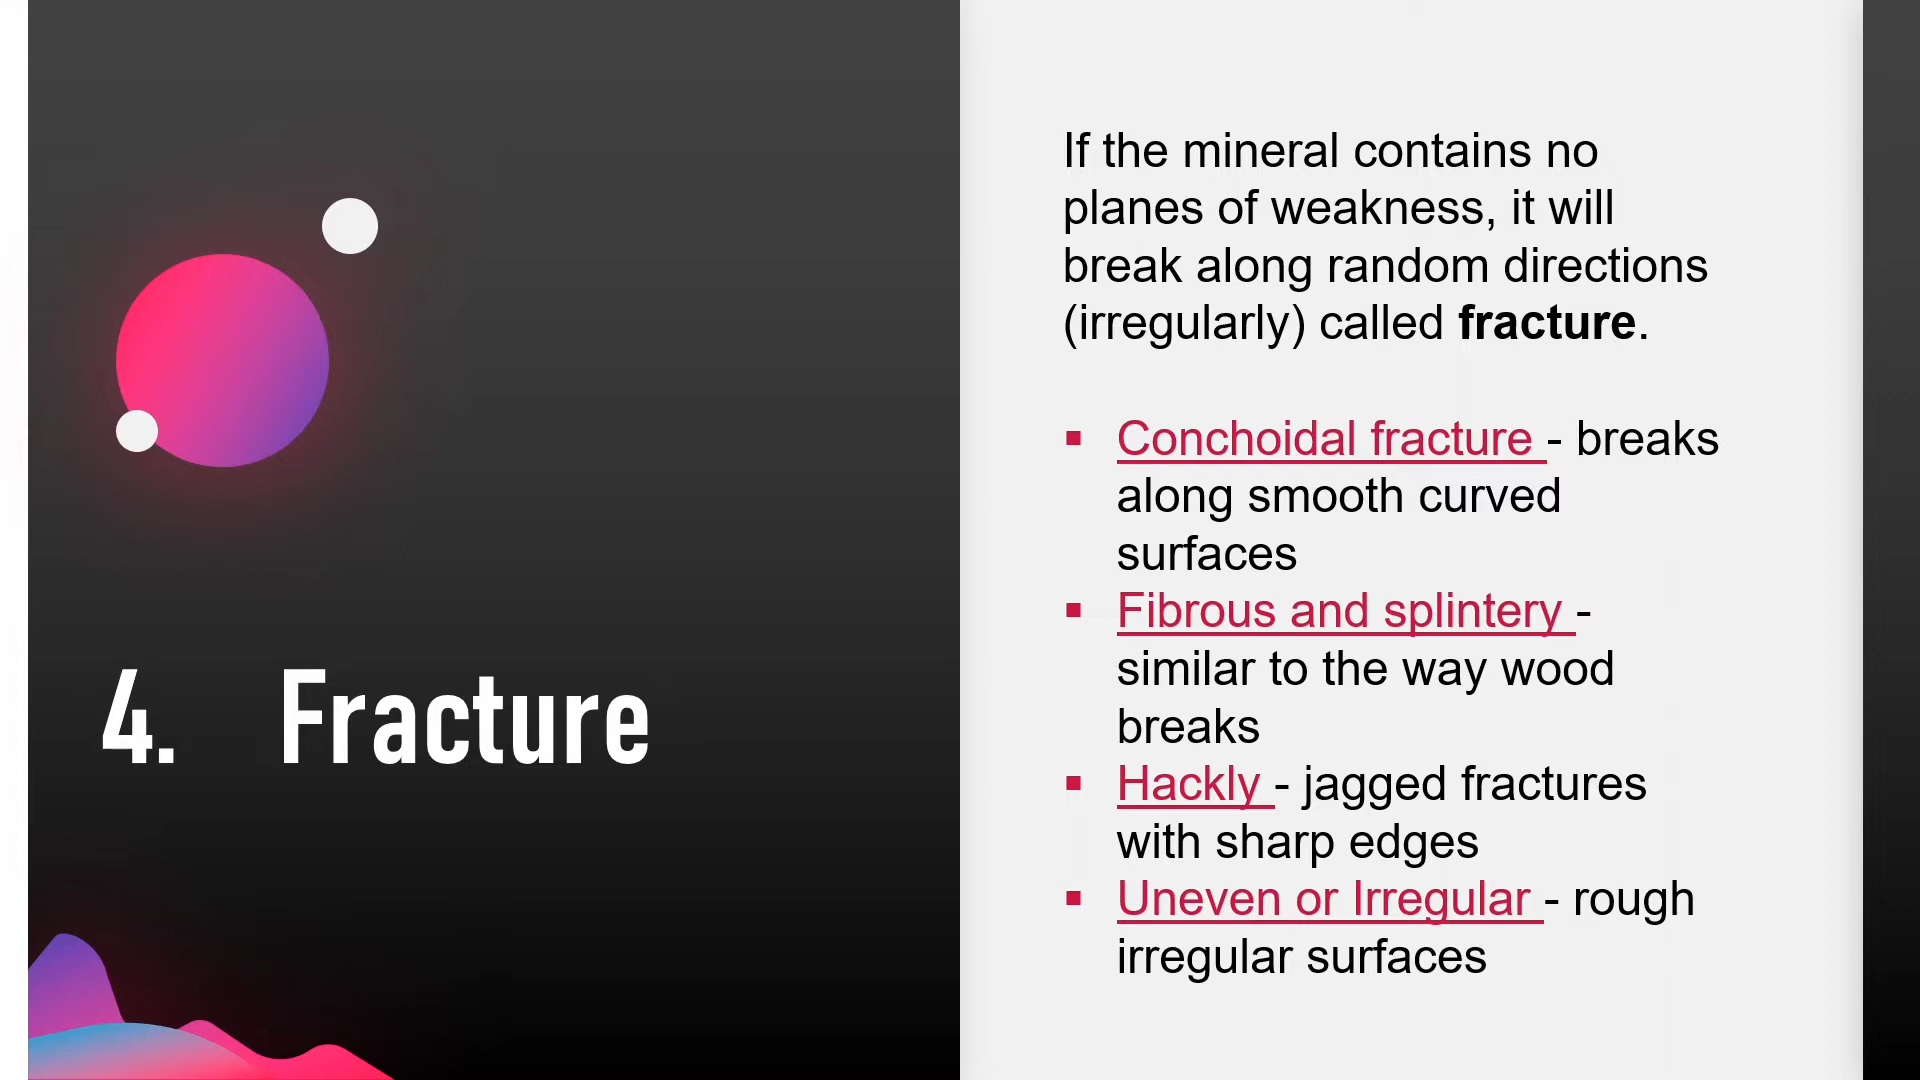 4. Fracture
If the mineral contains no
planes of weakness, it will
break along random directions
(irregularly) called fracture.
▪ Conchoidal fracture - breaks
along smooth curved
surfaces
▪ Fibrous and splintery -
similar to the way wood
breaks
▪ Hackly - jagged fractures
with sharp edges
▪ Uneven or Irregular - rough
irregular surfaces